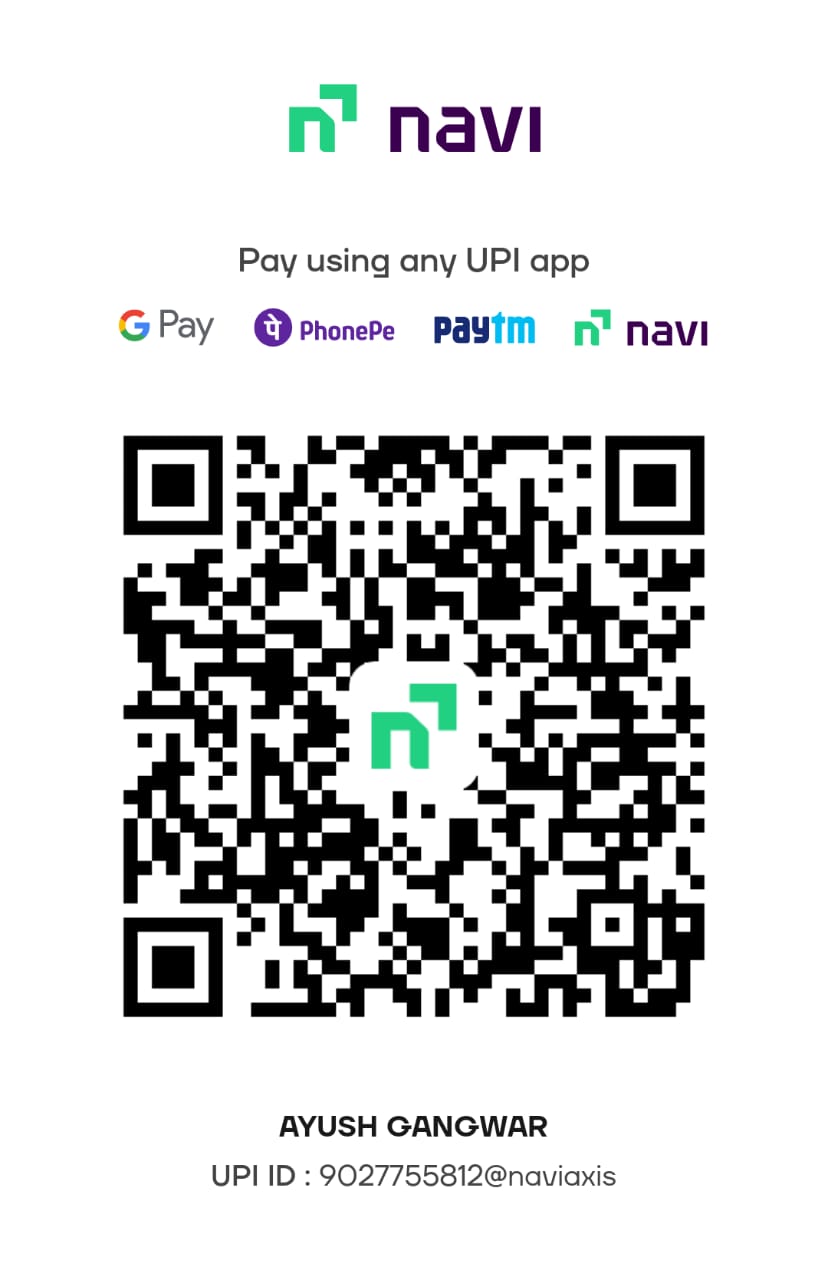 navi
Pay using any UPI app
G Pay पे PhonePe paytm navi
AYUSH GANGWAR
UPI ID : 9027755812@naviaxis